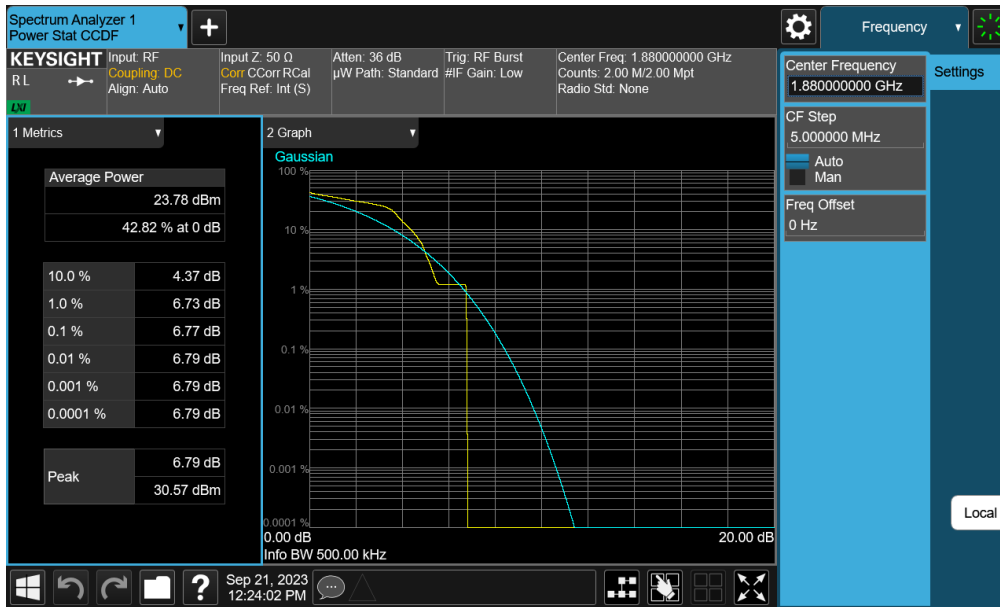 Spectrum Analyzer 1
Power Stat CCDF
Frequency
KEYSIGHT
R L
LXI
Input: RF
Coupling: DC
Align: Auto
Input Z: 50 Ω
Corr CCorr RCal
Freq Ref: Int (S)
Atten: 36 dB
µW Path: Standard
Trig: RF Burst
#IF Gain: Low
Center Freq: 1.880000000 GHz
Counts: 2.00 M/2.00 Mpt
Radio Std: None
Center Frequency
1.880000000 GHz
Settings
CF Step
5.000000 MHz
Auto
Man
Freq Offset
0 Hz
Local
1 Metrics
Average Power
23.78 dBm
42.82 % at 0 dB
10.0 % 4.37 dB
1.0 % 6.73 dB
0.1 % 6.77 dB
0.01 % 6.79 dB
0.001 % 6.79 dB
0.0001 % 6.79 dB
Peak
6.79 dB
30.57 dBm
2 Graph
Gaussian
100 %
10 %
1 %
0.1 %
0.01 %
0.001 %
0.0001 %
0.00 dB
20.00 dB
Info BW 500.00 kHz
Sep 21, 2023
12:24:02 PM